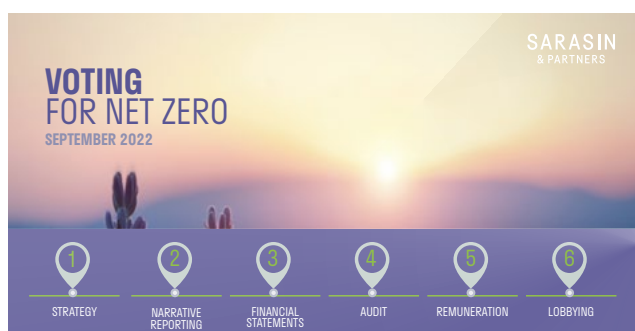 SARASIN
& PARTNERS
VOTING
FOR NET ZERO
SEPTEMBER 2022
1
2
3
4
5
6
STRATEGY
NARRATIVE
REPORTING
FINANCIAL
STATEMENTS
AUDIT
REMUNERATION
LOBBYING